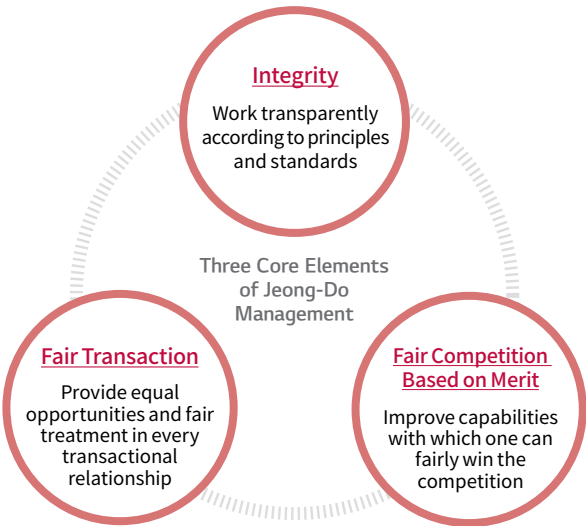 Integrity
Work transparently
according to principles
and standards
Three Core Elements
of Jeong-Do
Management
Fair Transaction
Provide equal
opportunities and fair
treatment in every
transactional
relationship
Fair Competition
Based on Merit
Improve capabilities
with which one can
fairly win the
competition